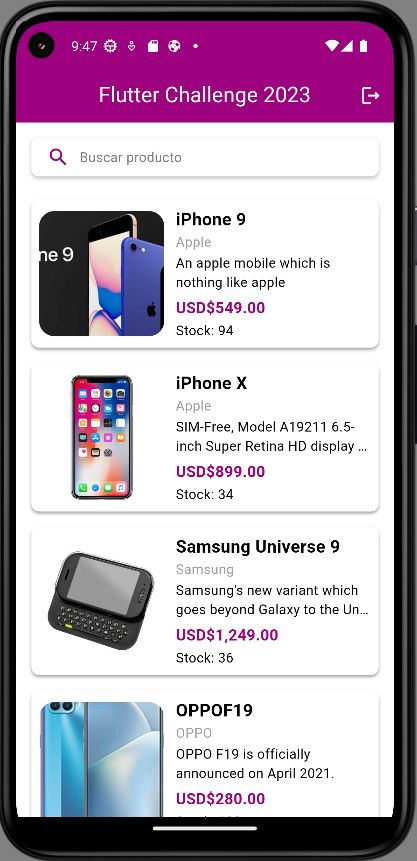 9:47
Flutter Challenge 2023
Buscar producto
ne 9
iPhone 9
Apple
An apple mobile which is
nothing like apple
USD$549.00
Stock: 94
iPhone X
Apple
SIM-Free, Model A19211 6.5-
inch Super Retina HD display ...
USD$899.00
Stock: 34
Samsung Universe 9
Samsung
Samsung's new variant which
goes beyond Galaxy to the Un...
USD$1,249.00
Stock: 36
OPPOF19
OPPO
OPPO F19 is officially
announced on April 2021.
USD$280.00